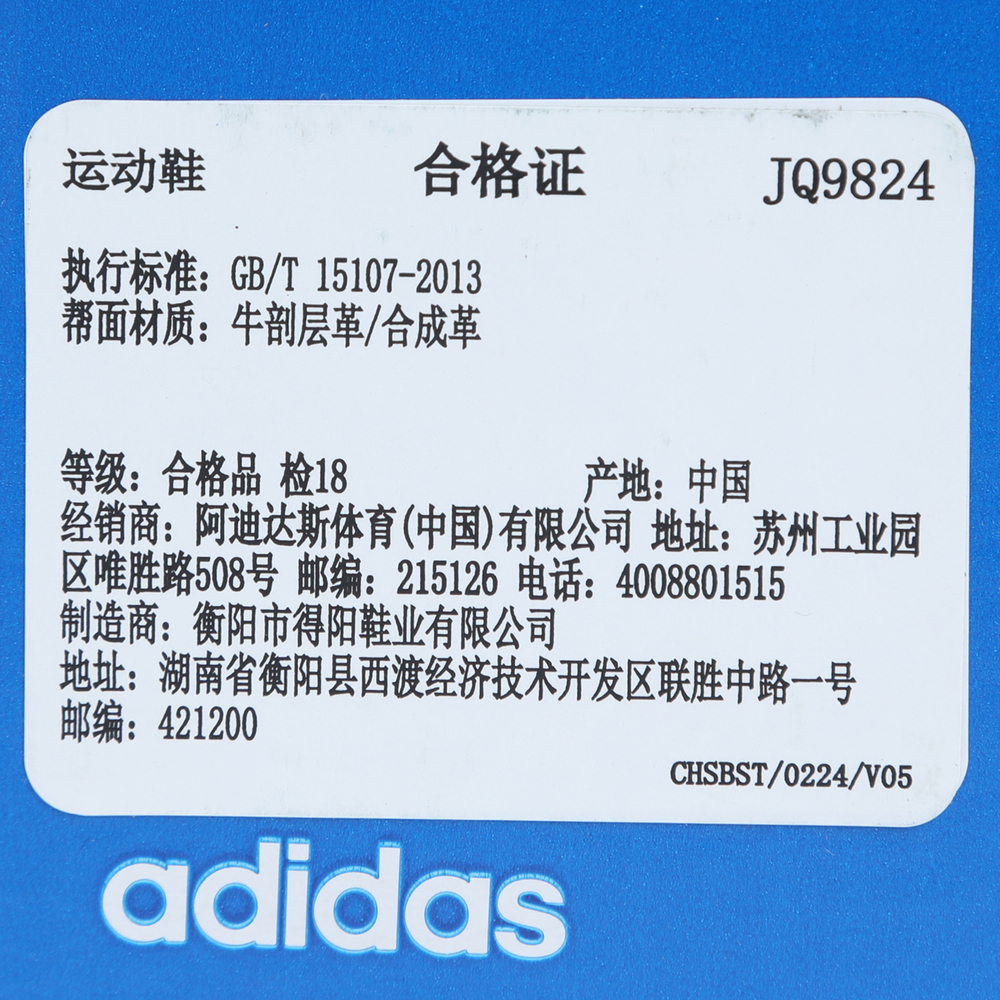 运动鞋 合格证 JQ9824
执行标准：GB/T 15107-2013
帮面材质：牛剖层革/合成革
等级：合格品 检18 产地：中国
经销商：阿迪达斯体育(中国)有限公司 地址：苏州工业园
区唯胜路508号 邮编：215126 电话：4008801515
制造商：衡阳市得阳鞋业有限公司
地址：湖南省衡阳县西渡经济技术开发区联胜中路一号
邮编：421200
CHSBST/0224/V05
adidas